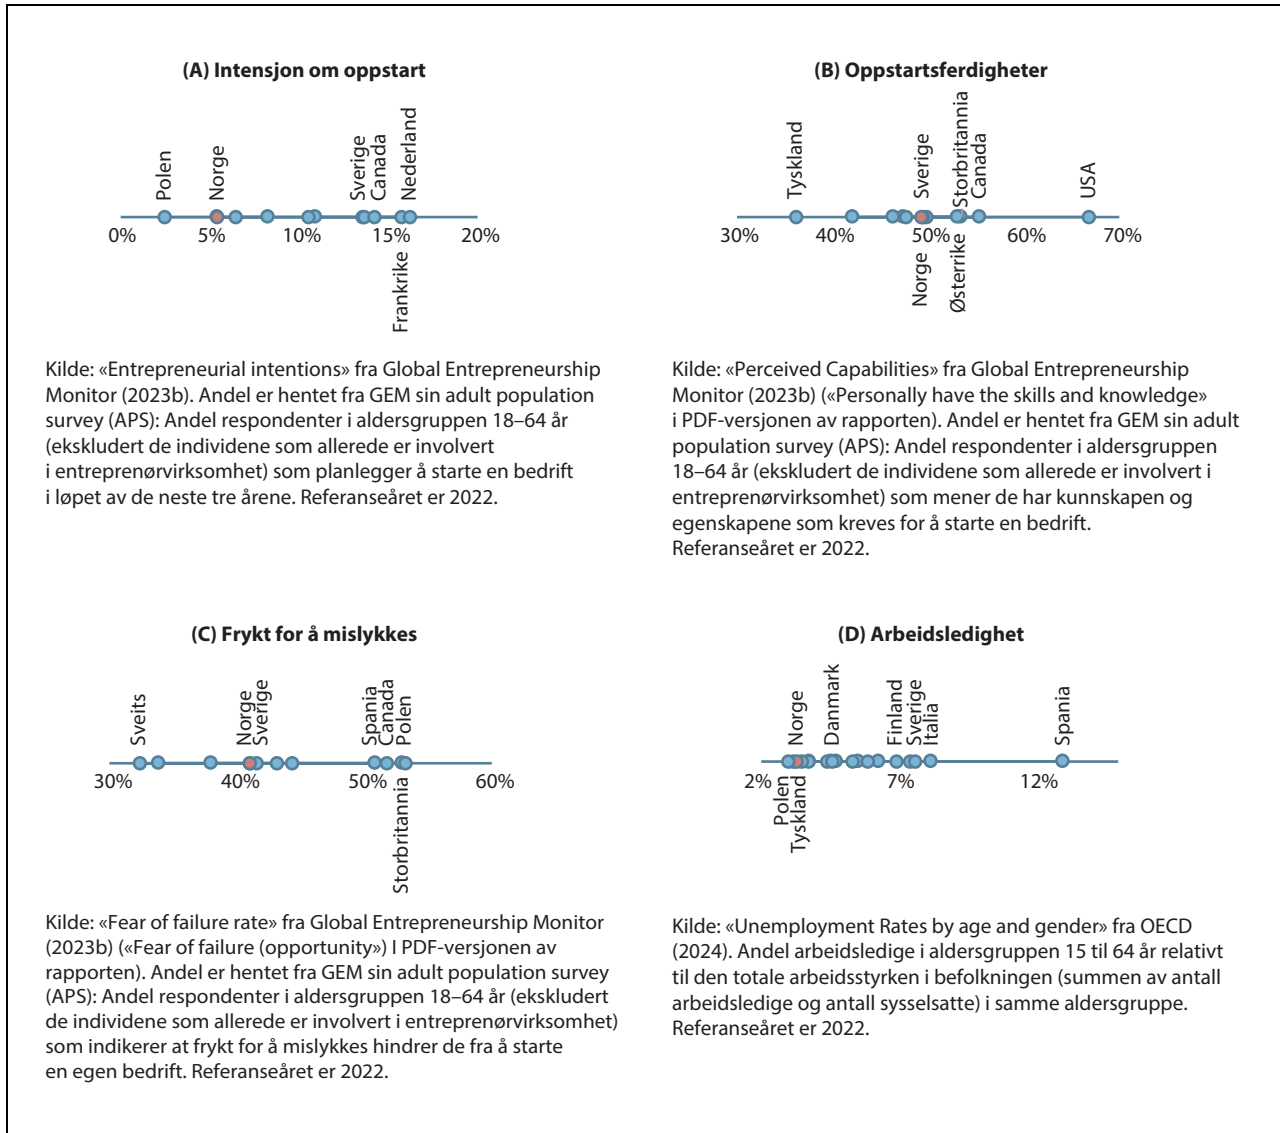 (A) Intensjon om oppstart
Polen
Norge
Sverige
Canada
Nederland
0%
5%
10%
15%
20%
Frankrike
Kilde: «Entrepreneurial intentions» fra Global Entrepreneurship
Monitor (2023b). Andel er hentet fra GEM sin adult population
survey (APS): Andel respondenter i aldersgruppen 18–64 år
(ekskludert de individene som allerede er involvert
i entreprenørvirksomhet) som planlegger å starte en bedrift
i løpet av de neste tre årene. Referanseåret er 2022.
(B) Oppstartsferdigheter
Tyskland
Sverige
Storbritannia
Canada
USA
30%
40%
50%
60%
70%
Norge
Østerrike
Kilde: «Perceived Capabilities» fra Global Entrepreneurship
Monitor (2023b) («Personally have the skills and knowledge»
i PDF-versjonen av rapporten). Andel er hentet fra GEM sin adult
population survey (APS): Andel respondenter i aldersgruppen
18–64 år (ekskludert de individene som allerede er involvert i
entreprenørvirksomhet) som mener de har kunnskapen og
egenskapene som kreves for å starte en bedrift.
Referanseåret er 2022.
(C) Frykt for å mislykkes
Sveits
Norge
Sverige
Spania
Canada
Polen
30%
40%
50%
60%
Storbritannia
Kilde: «Fear of failure rate» fra Global Entrepreneurship Monitor
(2023b) («Fear of failure (opportunity») I PDF-versjonen av
rapporten). Andel er hentet fra GEM sin adult population survey
(APS): Andel respondenter i aldersgruppen 18–64 år (ekskludert
de individene som allerede er involvert i entreprenørvirksomhet)
som indikerer at frykt for å mislykkes hindrer de fra å starte
en egen bedrift. Referanseåret er 2022.
(D) Arbeidsledighet
Norge
Danmark
Finland
Sverige
Italia
Spania
2%
7%
12%
Polen
Tyskland
Kilde: «Unemployment Rates by age and gender» fra OECD
(2024). Andel arbeidsledige i aldersgruppen 15 til 64 år relativt
til den totale arbeidsstyrken i befolkningen (summen av antall
arbeidsledige og antall sysselsatte) i samme aldersgruppe.
Referanseåret er 2022.